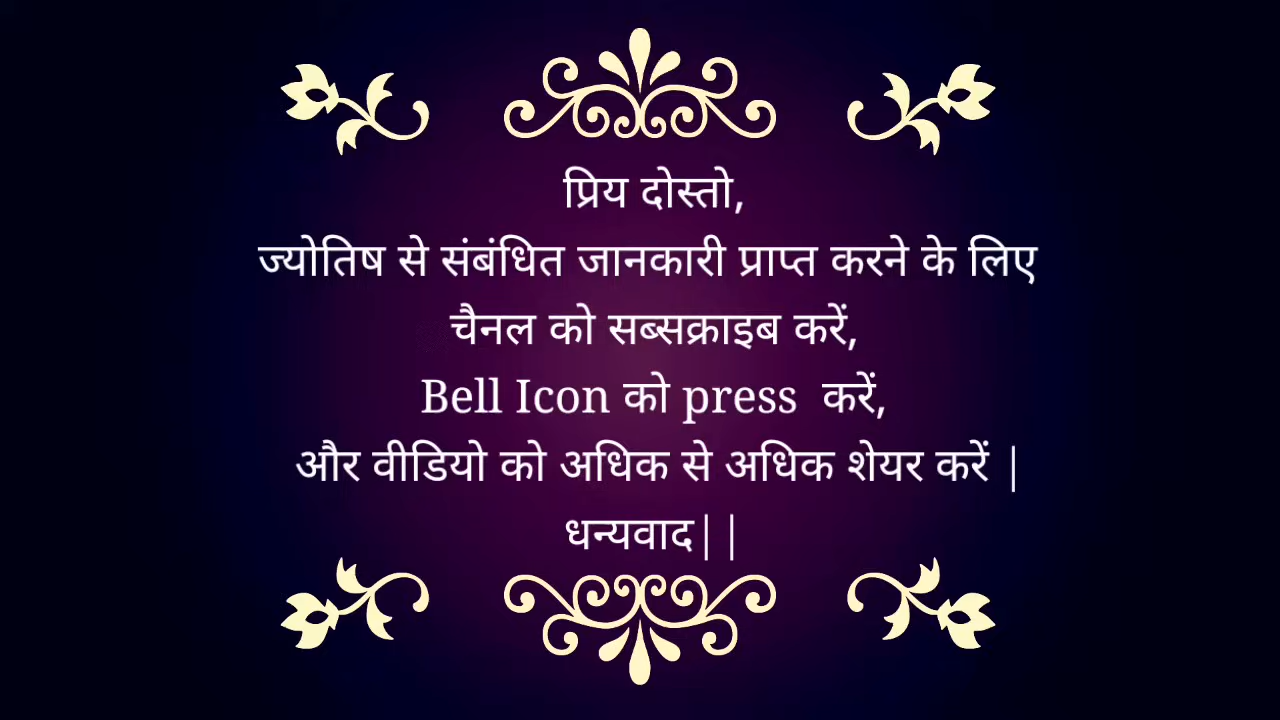 प्रिय दोस्तो,
ज्योतिष से संबंधित जानकारी प्राप्त करने के लिए
चैनल को सब्सक्राइब करें,
Bell Icon को press  करें,
और वीडियो को अधिक से अधिक शेयर करें |
धन्यवाद||